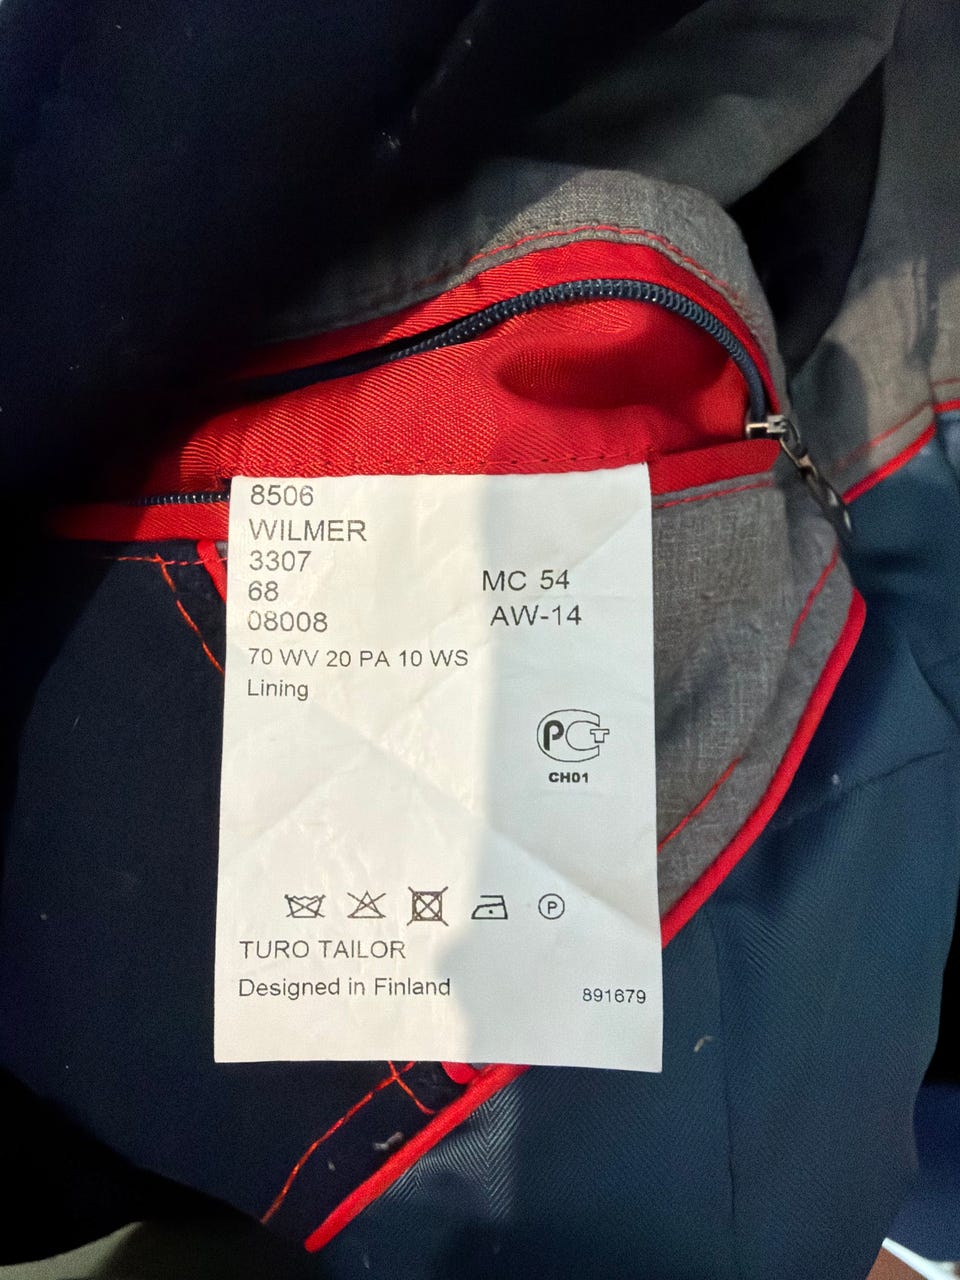 8506
WILMER
3307
68
08008
MC 54
AW-14
70 WV 20 PA 10 WS
Lining
РСТ
CH01
P
TURO TAILOR
Designed in Finland
891679